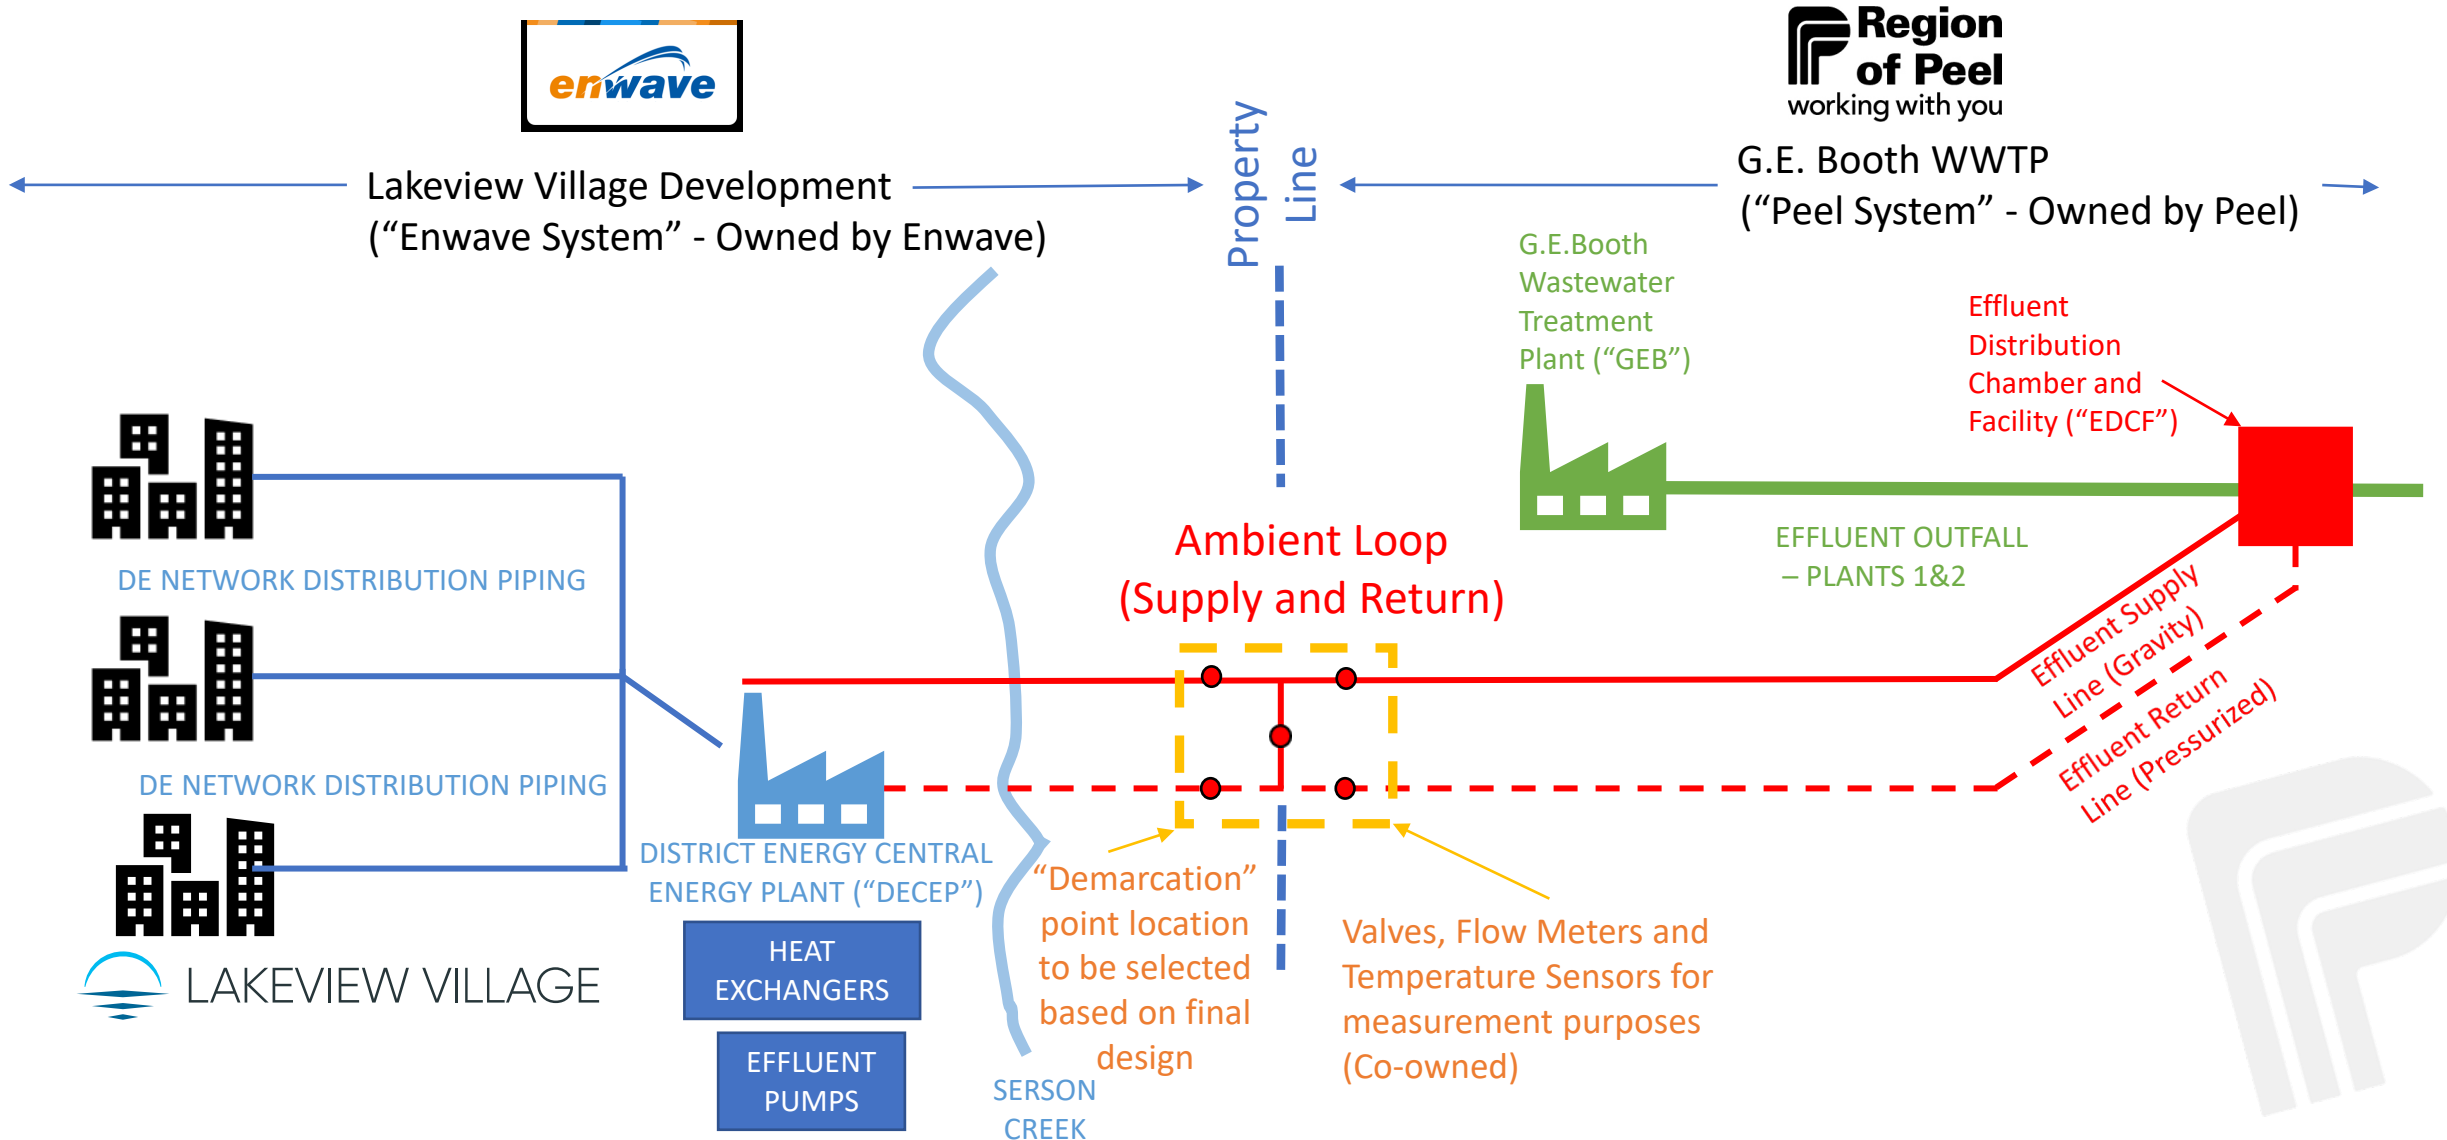 enwave
Region
of Peel
working with you
Property
Line
Lakeview Village Development
(“Enwave System” - Owned by Enwave)
G.E. Booth WWTP
(“Peel System” - Owned by Peel)
G.E.Booth
Wastewater
Treatment
Plant (“GEB”)
Effluent
Distribution
Chamber and
Facility (“EDCF”)
EFFLUENT OUTFALL
– PLANTS 1&2
Ambient Loop
(Supply and Return)
DE NETWORK DISTRIBUTION PIPING
DE NETWORK DISTRIBUTION PIPING
Effluent Supply
Line (Gravity)
Effluent Return
Line (Pressurized)
DISTRICT ENERGY CENTRAL
ENERGY PLANT (“DECEP”)
HEAT
EXCHANGERS
EFFLUENT
PUMPS
LAKEVIEW VILLAGE
SERSON
CREEK
“Demarcation”
point location
to be selected
based on final
design
Valves, Flow Meters and
Temperature Sensors for
measurement purposes
(Co-owned)